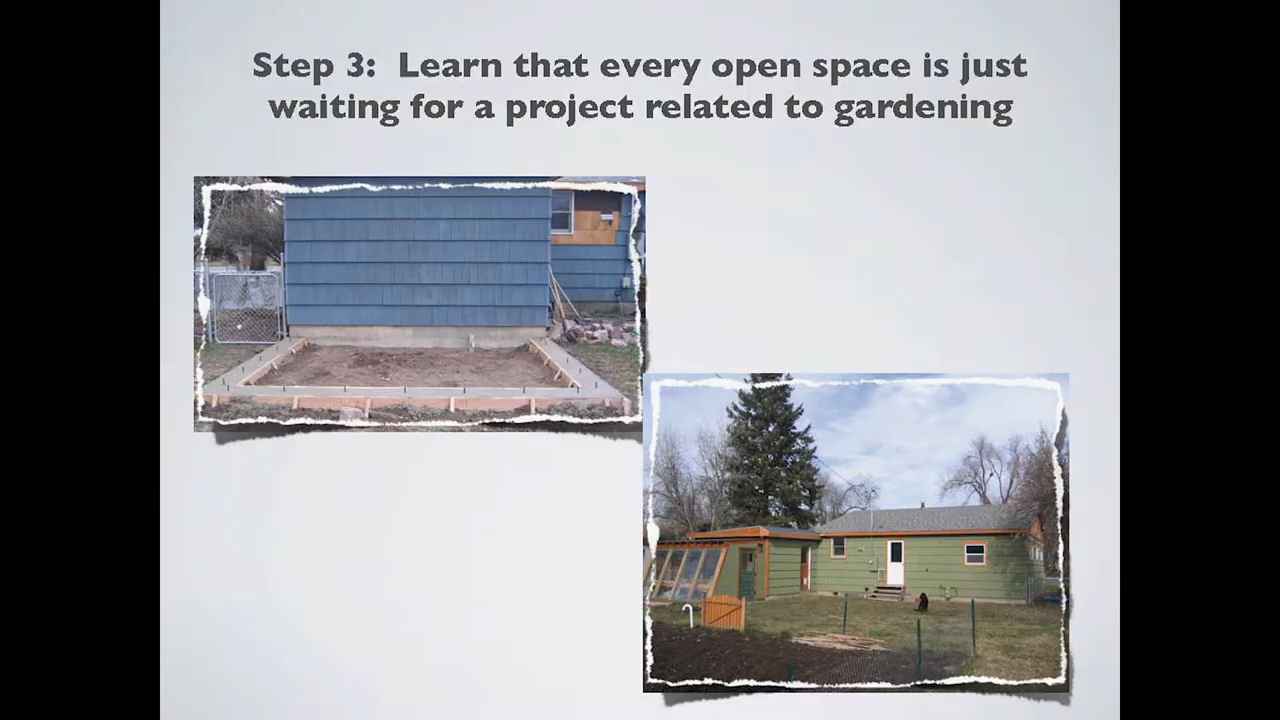 Step 3:  Learn that every open space is just
waiting for a project related to gardening